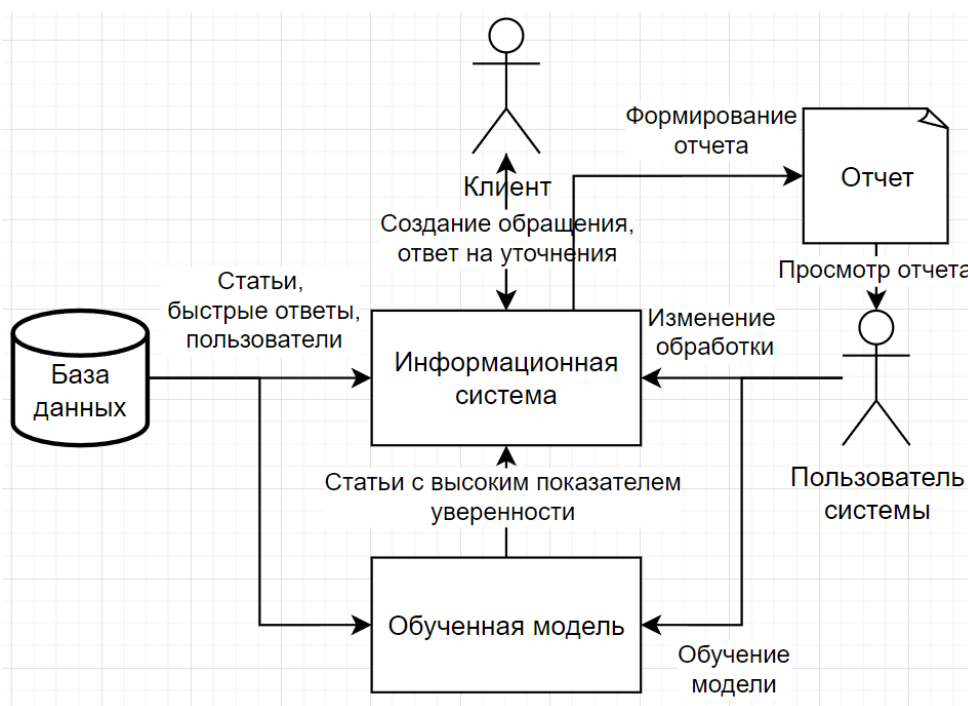 Формирование
отчета
Отчет
Клиент
Создание обращения,
ответ на уточнения
Просмотр отчета
Статьи,
быстрые ответы,
пользователи
Изменение
обработки
База
данных
Информационная
система
Статьи с высоким показателем
уверенности
Пользователь
системы
Обученная модель
Обучение
модели